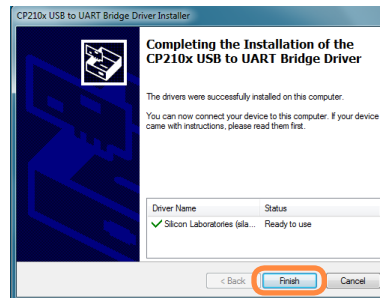 CP210x USB to UART Bridge Driver Installer
Completing the Installation of the
CP210x USB to UART Bridge Driver
The drivers were successfully installed on this computer.
You can now connect your device to this computer. If your device
came with instructions, please read them first.
Driver Name Status
Silicon Laboratories (sila... Ready to use
< Back Finish Cancel